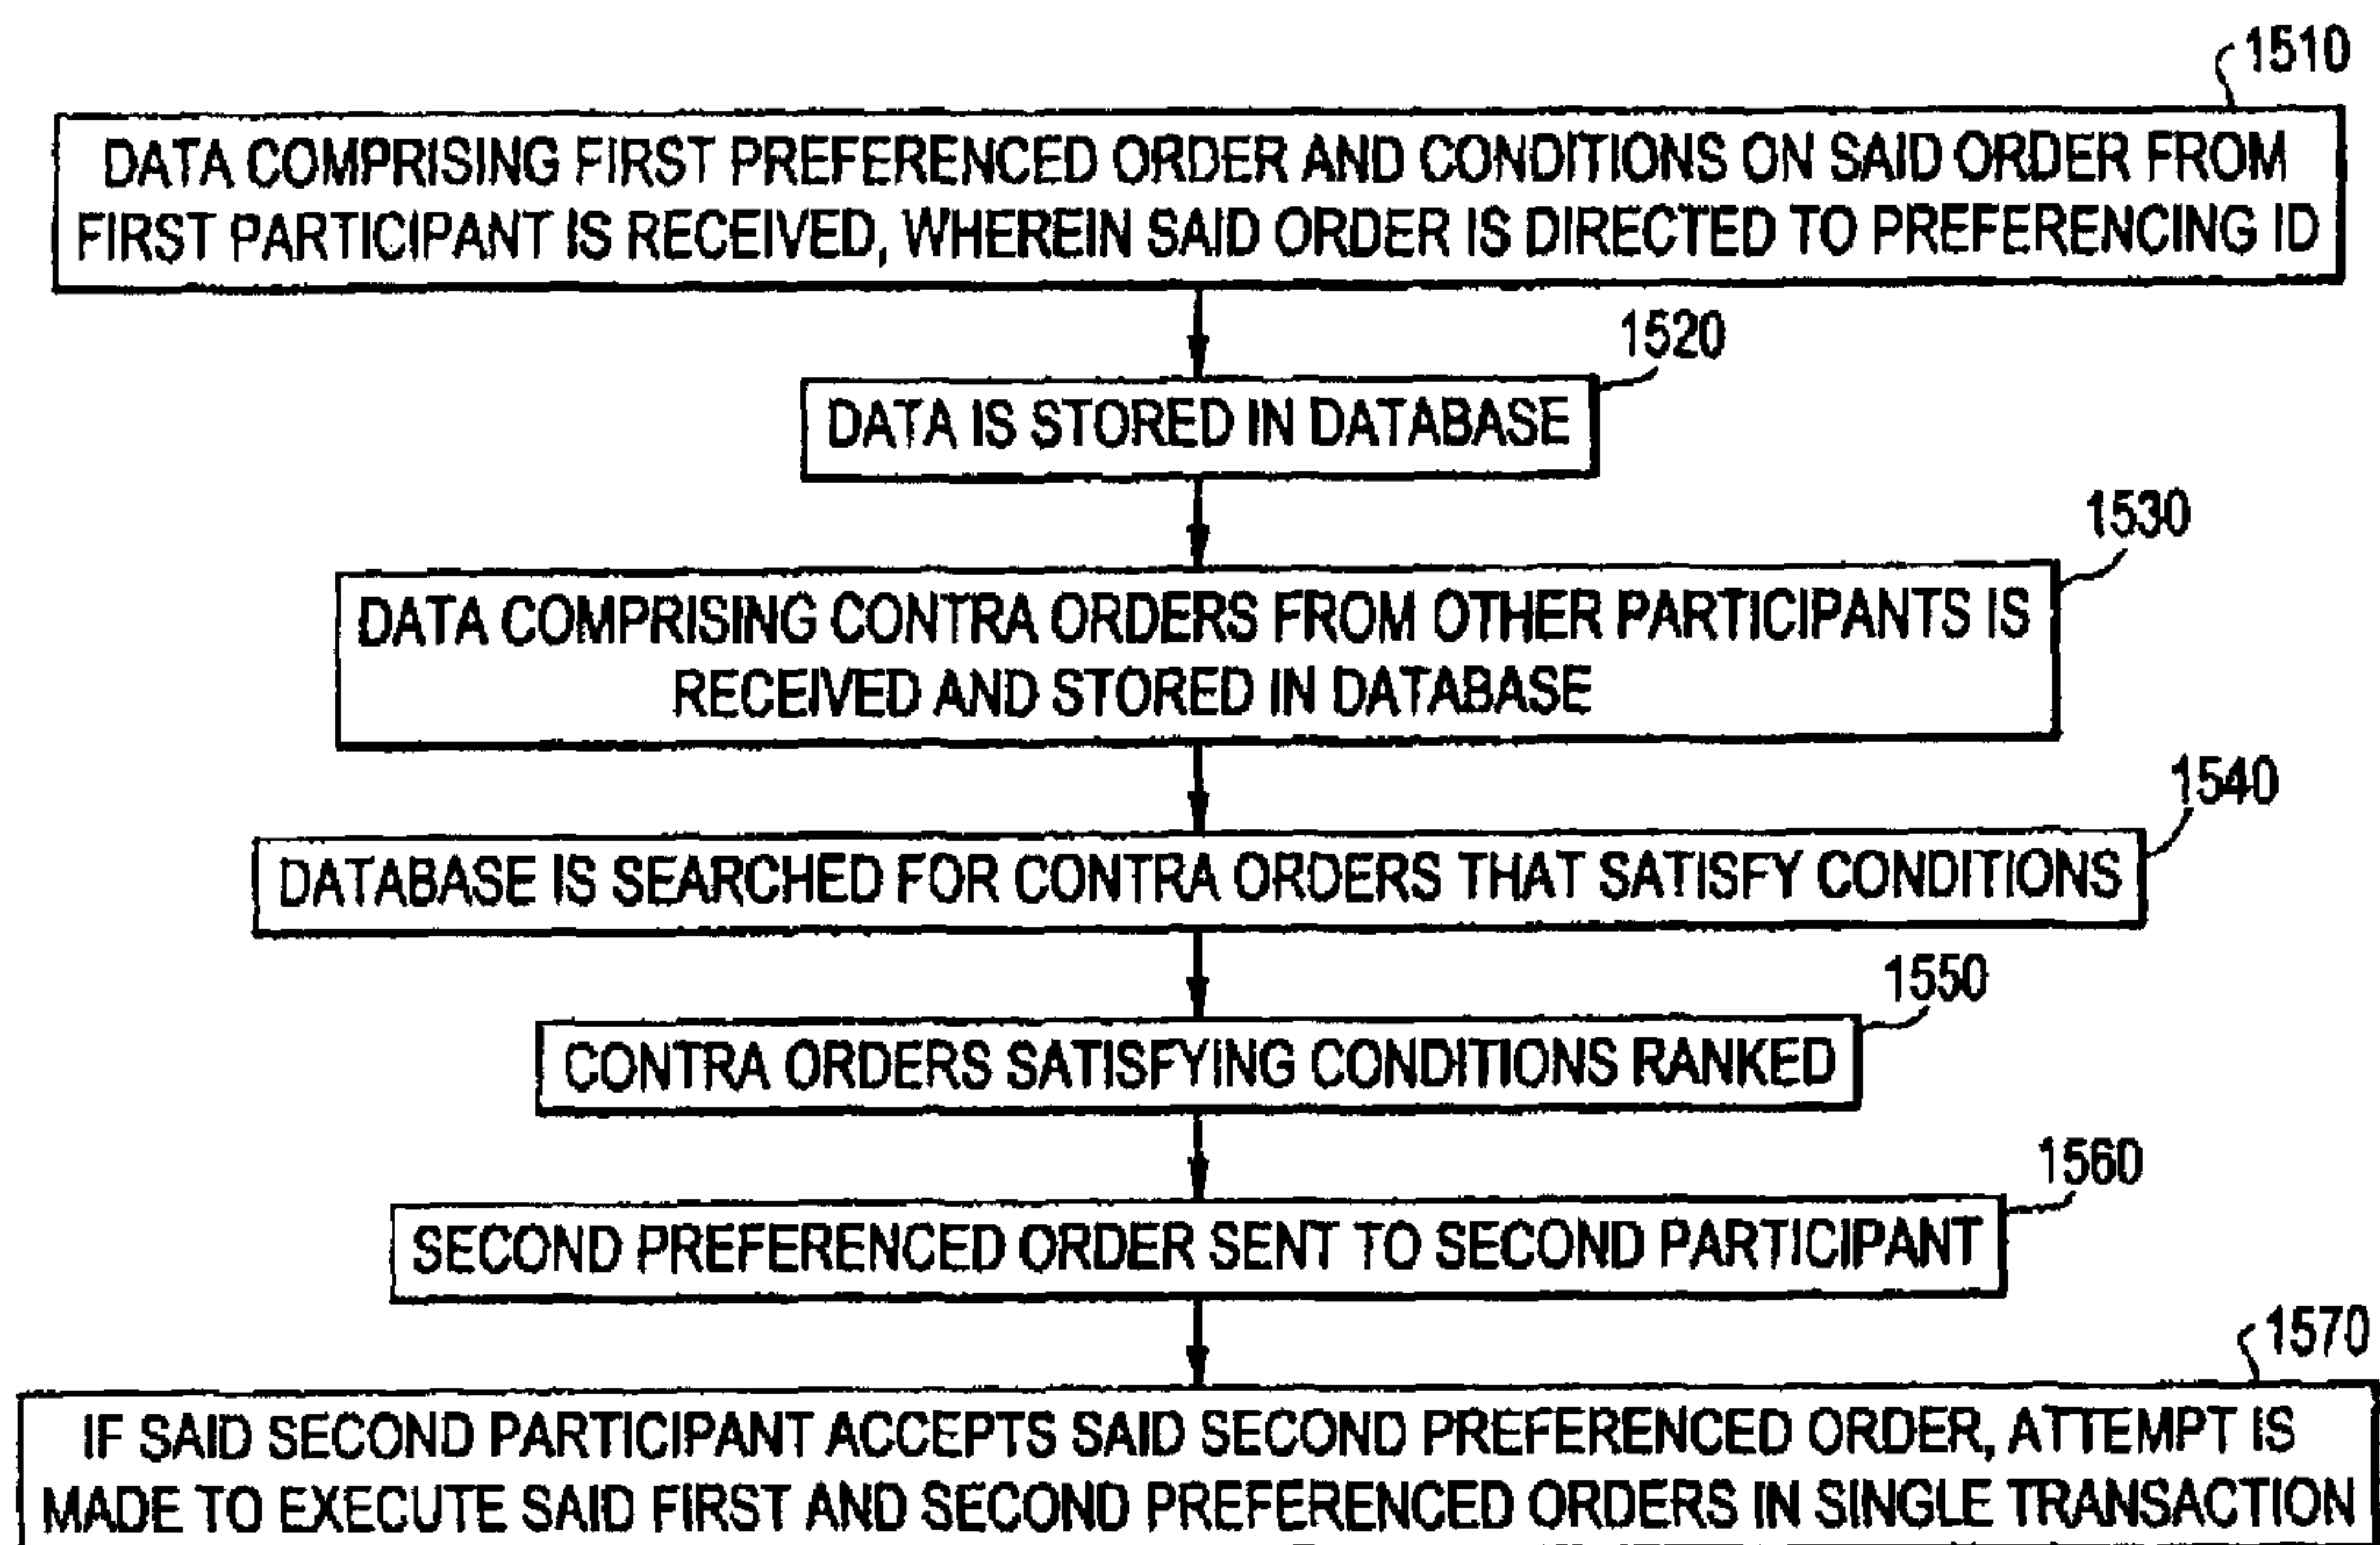 1510
DATA COMPRISING FIRST PREFERENCED ORDER AND CONDITIONS ON SAID ORDER FROM
FIRST PARTICIPANT IS RECEIVED, WHEREIN SAID ORDER IS DIRECTED TO PREFERENCING ID
1520
DATA IS STORED IN DATABASE
1530
DATA COMPRISING CONTRA ORDERS FROM OTHER PARTICIPANTS IS
RECEIVED AND STORED IN DATABASE
1540
DATABASE IS SEARCHED FOR CONTRA ORDERS THAT SATISFY CONDITIONS
1550
CONTRA ORDERS SATISFYING CONDITIONS RANKED
1560
SECOND PREFERENCED ORDER SENT TO SECOND PARTICIPANT
1570
IF SAID SECOND PARTICIPANT ACCEPTS SAID SECOND PREFERENCED ORDER, ATTEMPT IS
MADE TO EXECUTE SAID FIRST AND SECOND PREFERENCED ORDERS IN SINGLE TRANSACTION